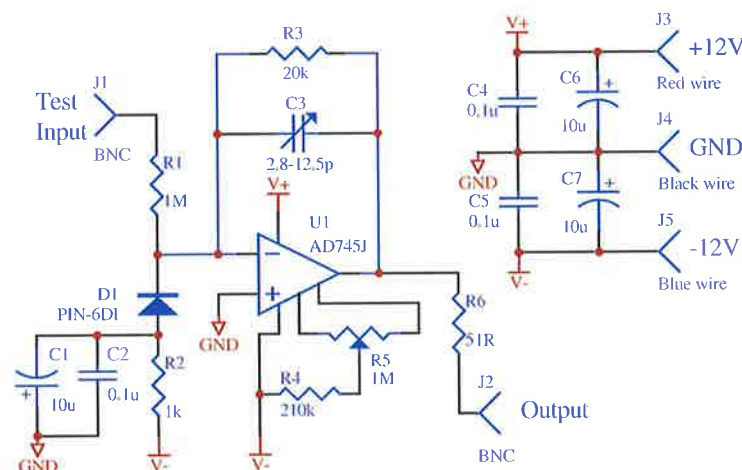 R3
20k
C3
2.8-12.5p
J1
Test
Input
BNC
R1
1M
V+
U1
AD745J
D1
PIN-6DI
GND
C1
10u
C2
0.1u
R2
1k
GND
V-
R4
210k
V-
R5
1M
R6
51R
J2
Output
BNC
V+
J3
+12V
Red wire
C4
0.1u
C6
10u
J4
GND
Black wire
GND
C5
0.1u
C7
10u
J5
-12V
Blue wire
V-